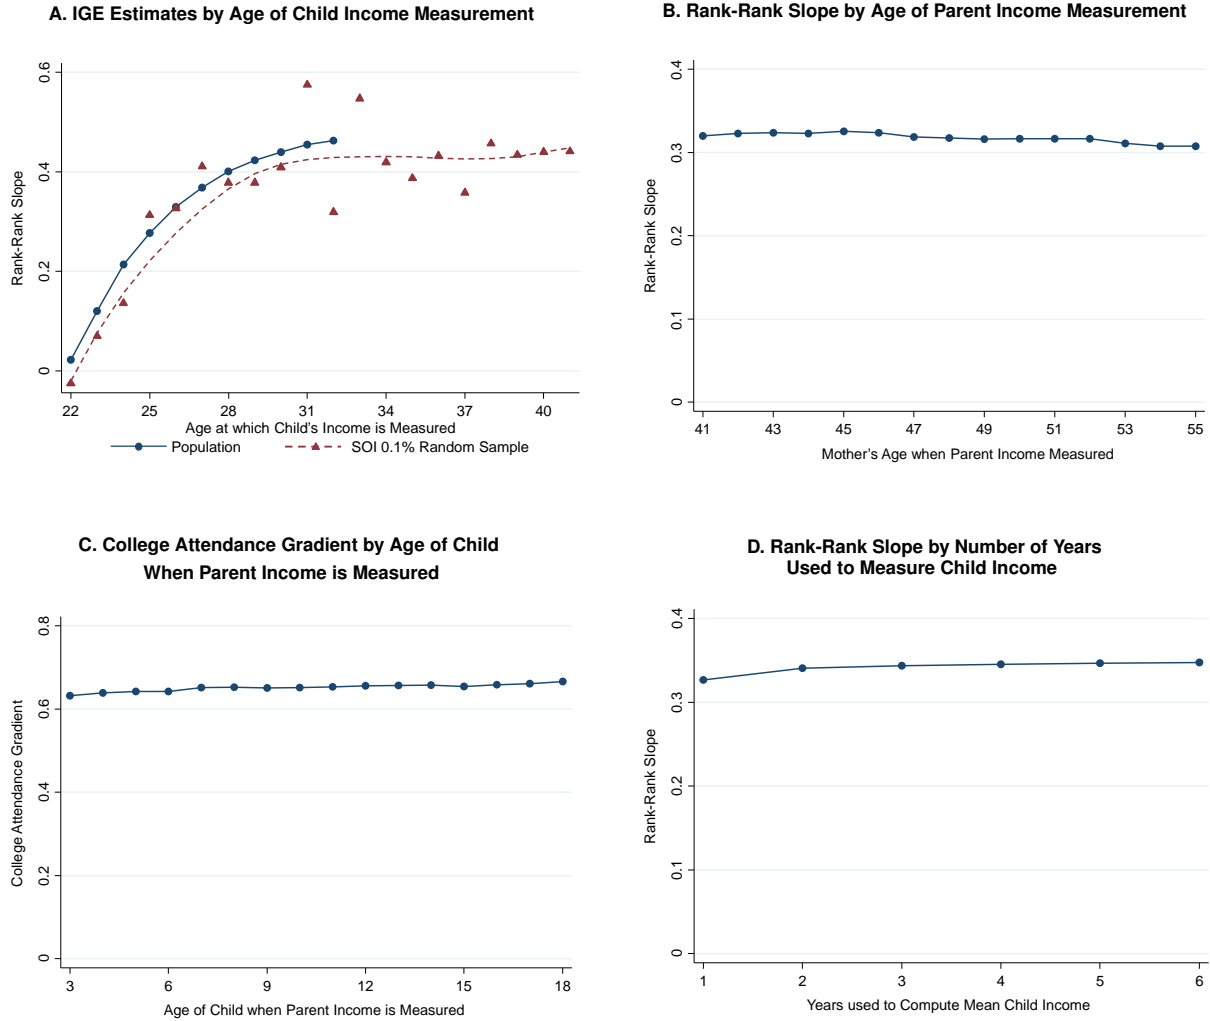 A. IGE Estimates by Age of Child Income Measurement
Rank-Rank Slope
0.6
0.4
0.2
0
22 25 28 31 34 37 40
Age at which Child's Income is Measured
Population SOI 0.1% Random Sample
B. Rank-Rank Slope by Age of Parent Income Measurement
Rank-Rank Slope
0.4
0.3
0.2
0.1
0
41 43 45 47 49 51 53 55
Mother's Age when Parent Income Measured
C. College Attendance Gradient by Age of Child
When Parent Income is Measured
College Attendance Gradient
0.8
0.6
0.4
0.2
0
3 6 9 12 15 18
Age of Child when Parent Income is Measured
D. Rank-Rank Slope by Number of Years
Used to Measure Child Income
Rank-Rank Slope
0.4
0.3
0.2
0.1
0
1 2 3 4 5 6
Years used to Compute Mean Child Income